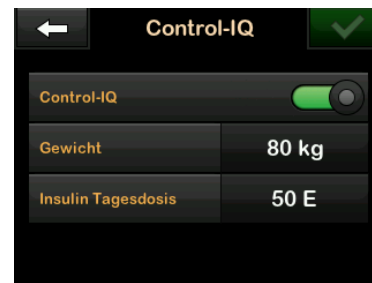 Control-IQ
Control-IQ
Gewicht 80 kg
Insulin Tagesdosis 50 E